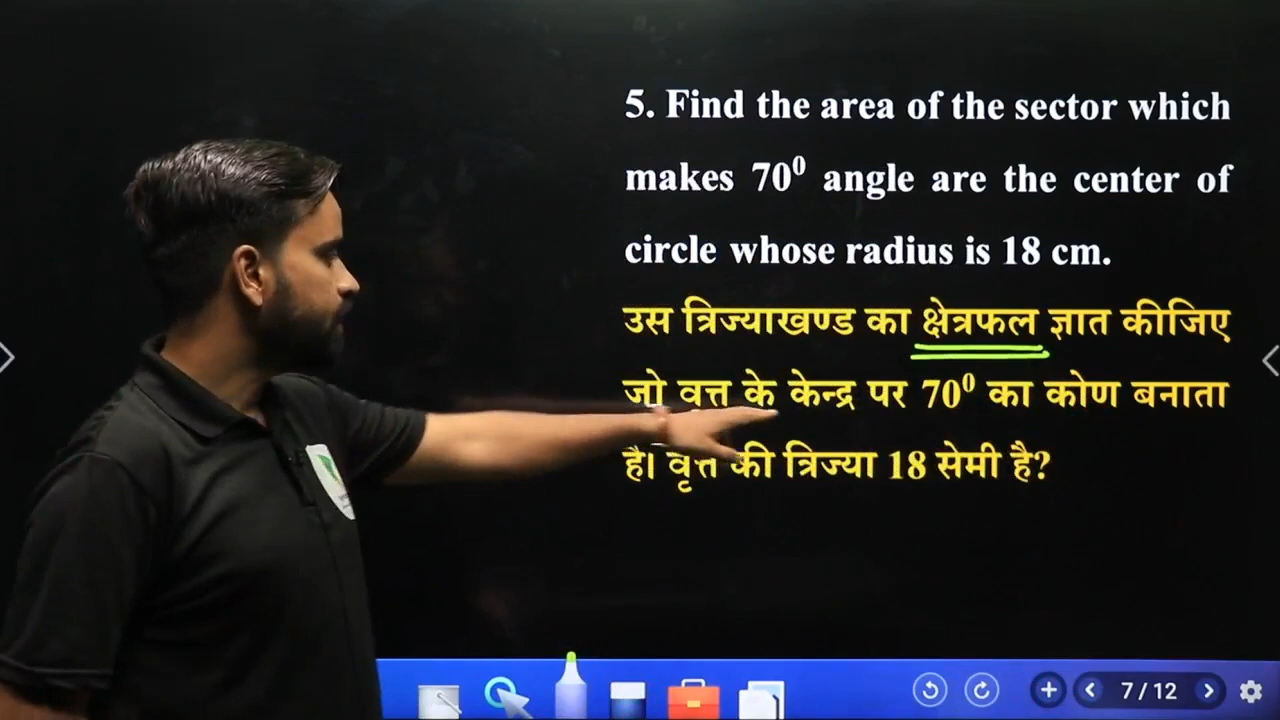 5. Find the area of the sector which
makes 70⁰ angle are the center of
circle whose radius is 18 cm.
उस त्रिज्याखण्ड का क्षेत्रफल ज्ञात कीजिए
जो वृत्त के केन्द्र पर 70⁰ का कोण बनाता
है। वृत्त की त्रिज्या 18 सेमी है?
7 / 12